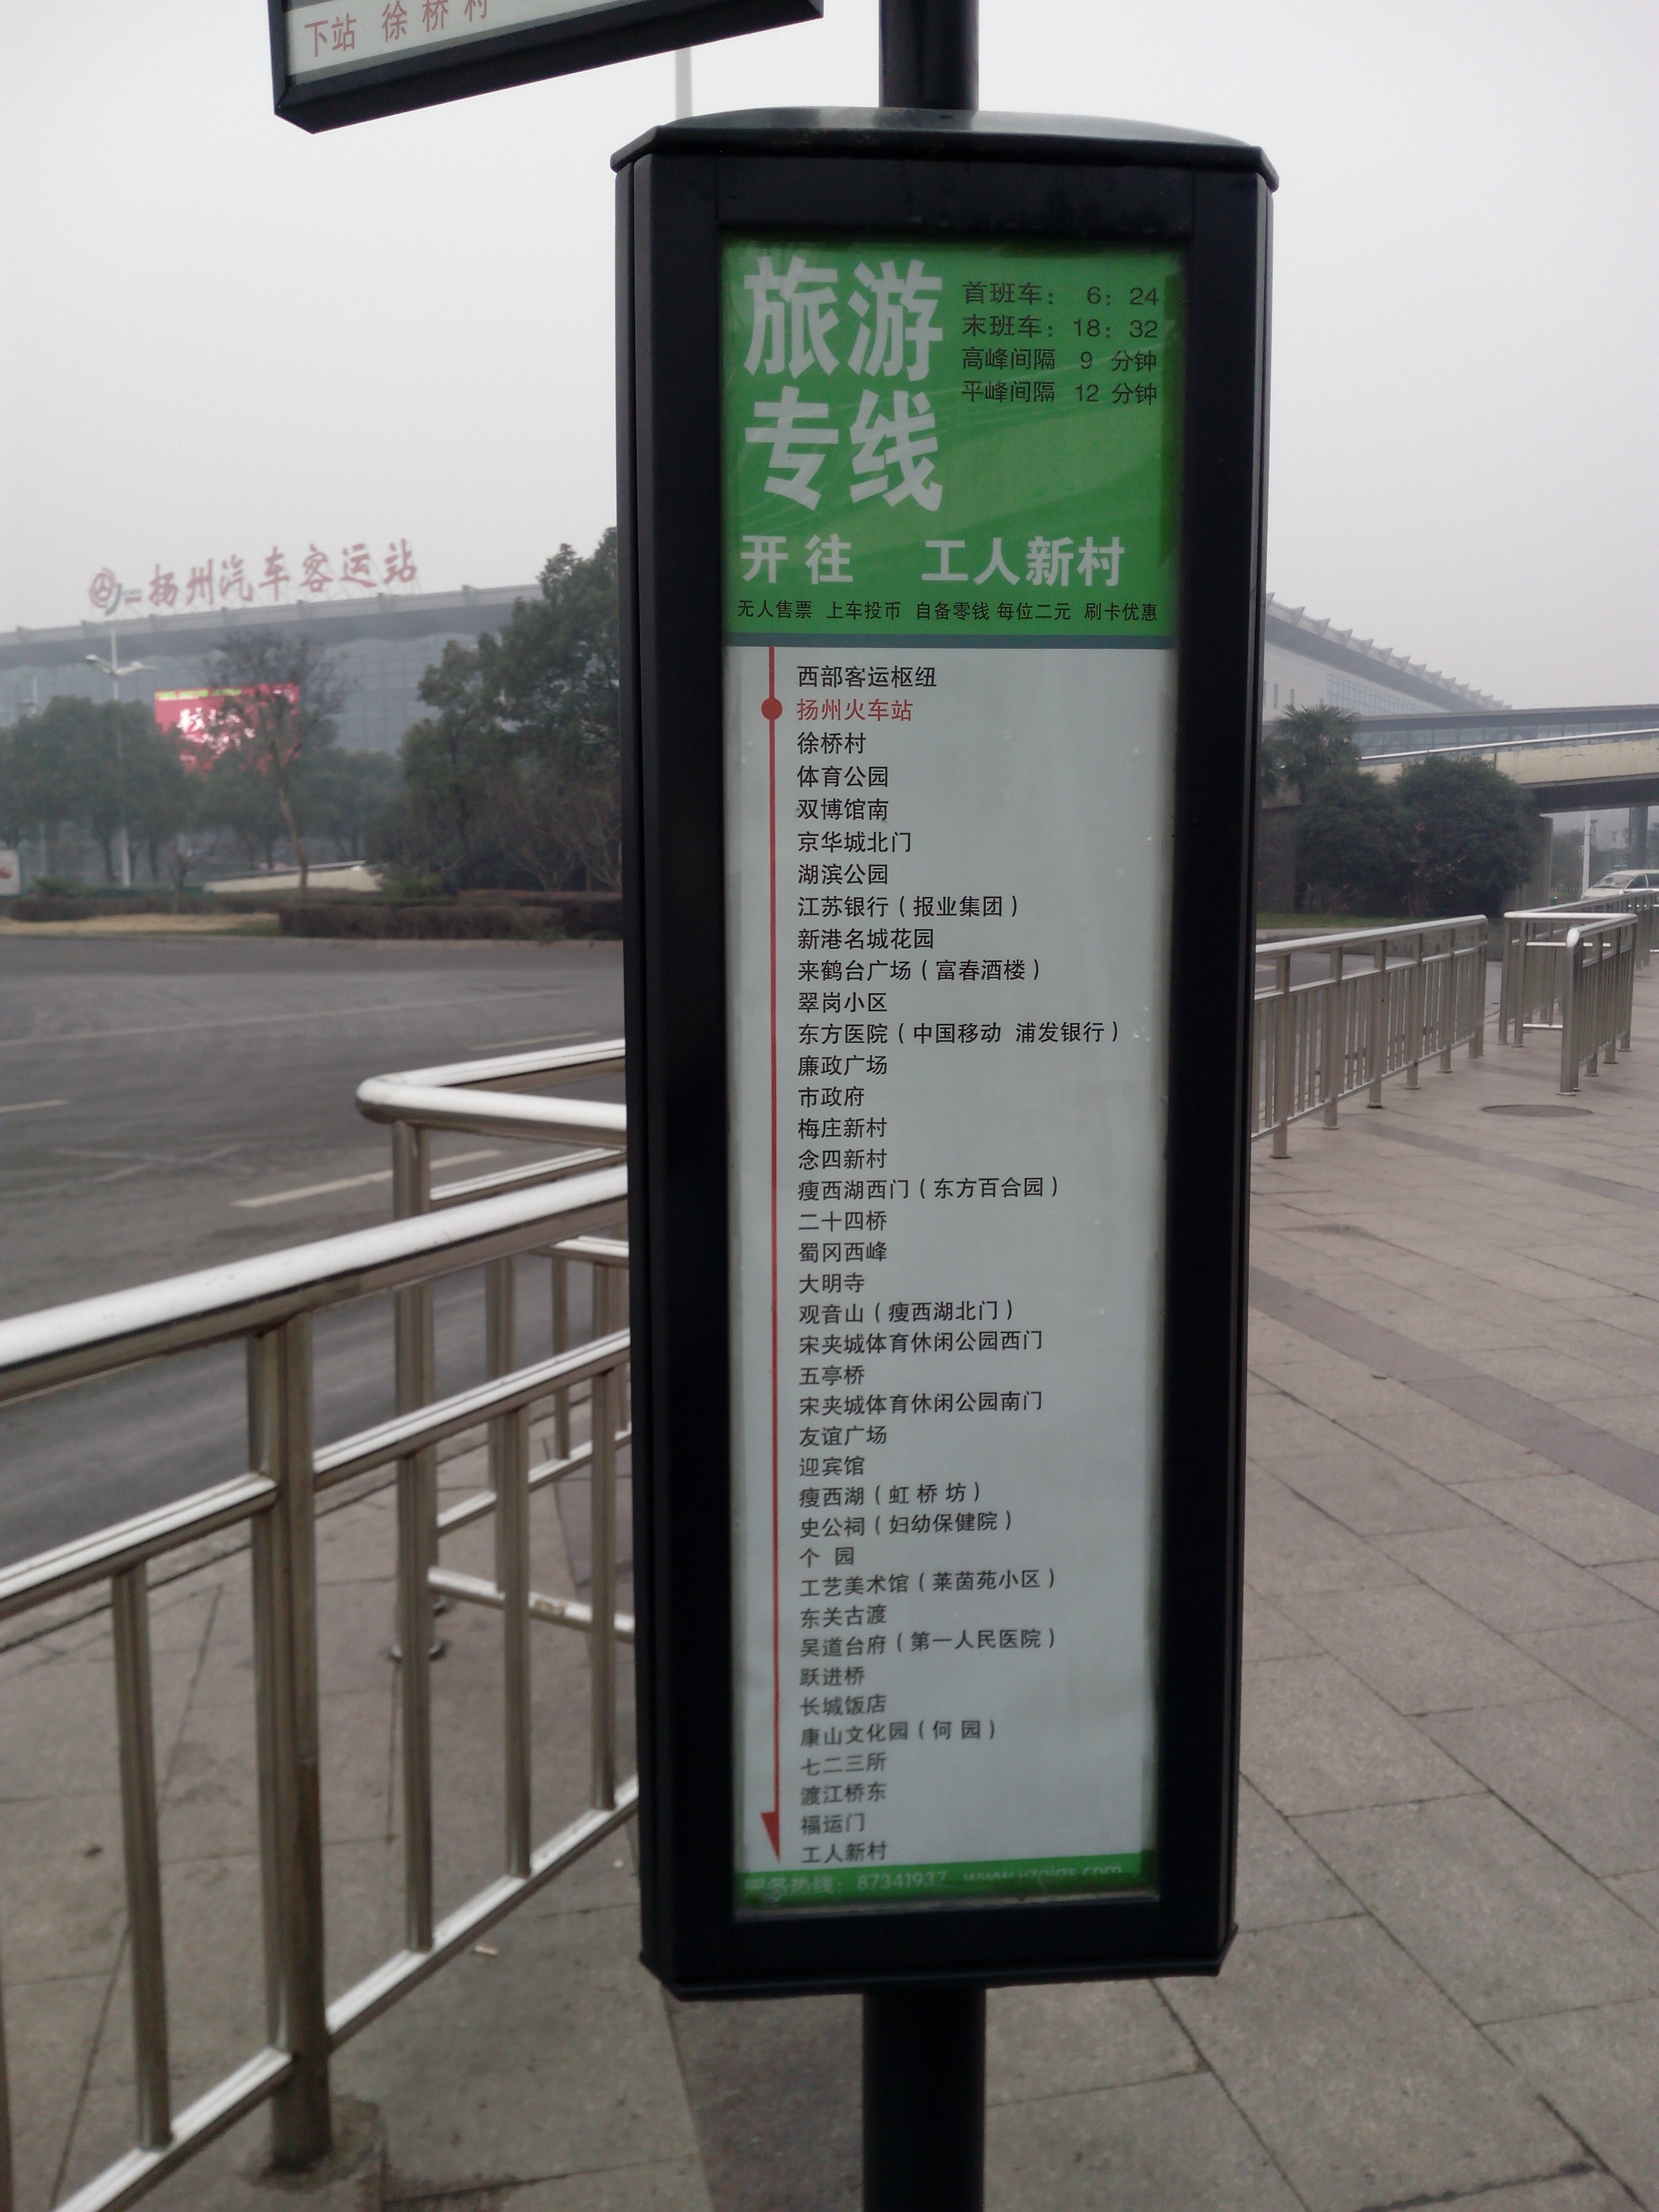 下站 徐桥村
旅游
专线
首班车： 6：24
末班车：18：32
高峰间隔 9 分钟
平峰间隔 12 分钟
开往 工人新村
无人售票 上车投币 自备零钱 每位二元 刷卡优惠
西部客运枢纽
扬州火车站
徐桥村
体育公园
双博馆南
京华城北门
湖滨公园
江苏银行（报业集团）
新港名城花园
来鹤台广场（富春酒楼）
翠岗小区
东方医院（中国移动 浦发银行）
廉政广场
市政府
梅庄新村
念四新村
瘦西湖西门（东方百合园）
二十四桥
蜀冈西峰
大明寺
观音山（瘦西湖北门）
宋夹城体育休闲公园西门
五亭桥
宋夹城体育休闲公园南门
友谊广场
迎宾馆
瘦西湖（虹桥坊）
史公祠（妇幼保健院）
个 园
工艺美术馆（莱茵苑小区）
东关古渡
吴道台府（第一人民医院）
跃进桥
长城饭店
康山文化园（何园）
七二三所
渡江桥东
福运门
工人新村
服务热线：87341937
扬州汽车客运站